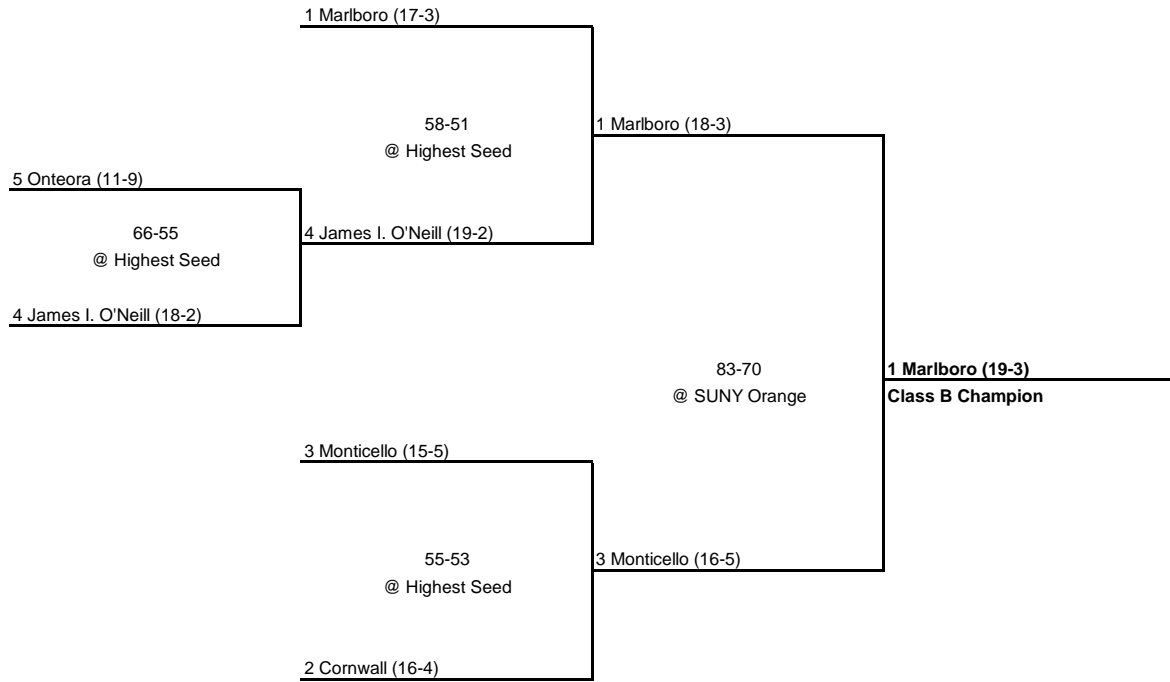 1 Marlboro (17-3)
58-51
@ Highest Seed
1 Marlboro (18-3)
5 Onteora (11-9)
66-55
@ Highest Seed
4 James I. O'Neill (19-2)
4 James I. O'Neill (18-2)
83-70
@ SUNY Orange
1 Marlboro (19-3)
Class B Champion
3 Monticello (15-5)
55-53
@ Highest Seed
3 Monticello (16-5)
2 Cornwall (16-4)